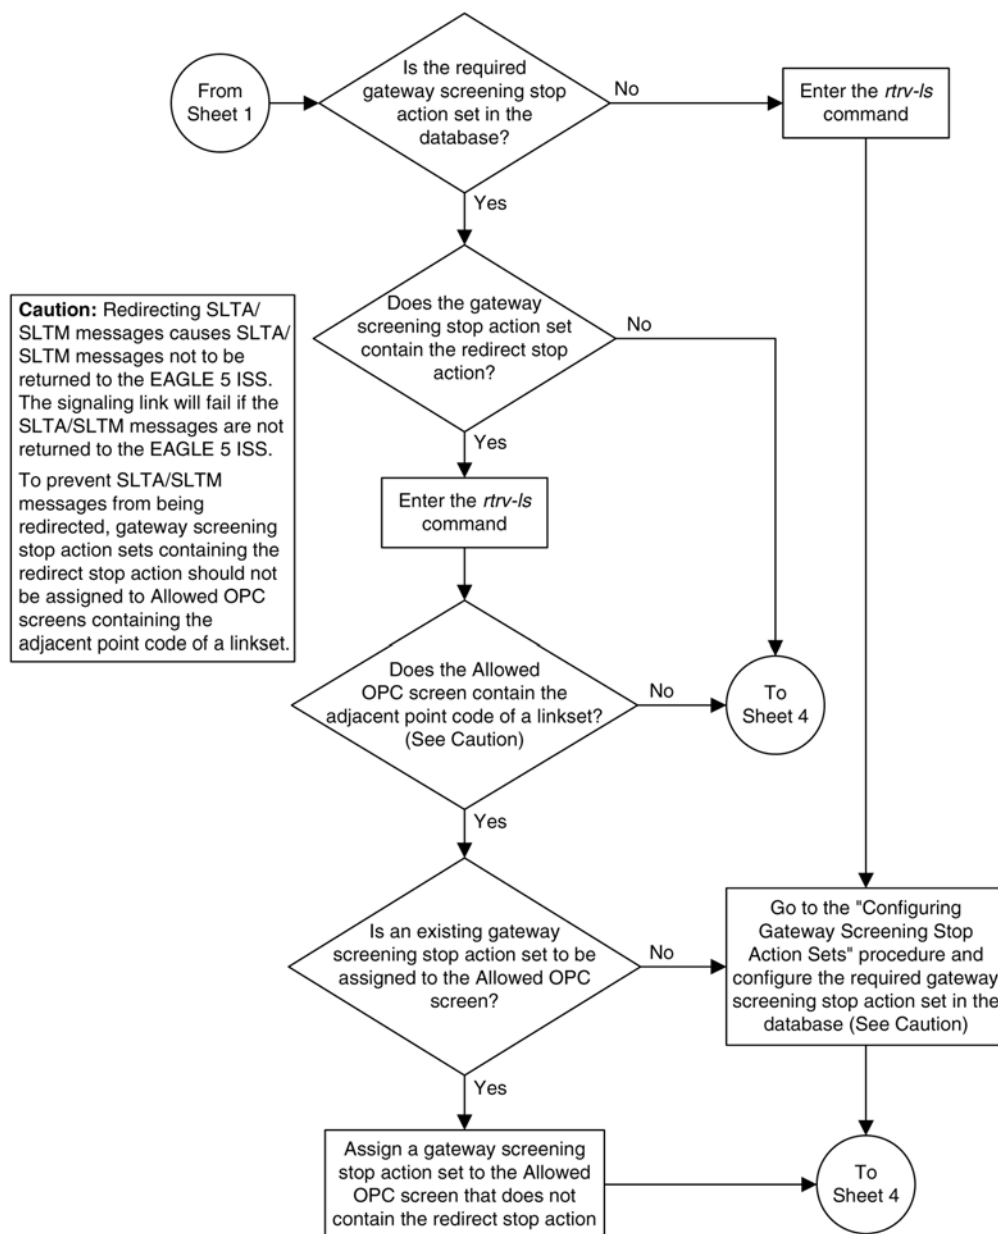 From
Sheet 1
Is the required
gateway screening stop
action set in the
database?
No
Enter the rtrv-ls
command
Yes
Does the gateway
screening stop action set
contain the redirect stop
action?
No
Yes
Caution: Redirecting SLTA/
SLTM messages causes SLTA/
SLTM messages not to be
returned to the EAGLE 5 ISS.
The signaling link will fail if the
SLTA/SLTM messages are not
returned to the EAGLE 5 ISS.
To prevent SLTA/SLTM
messages from being
redirected, gateway screening
stop action sets containing the
redirect stop action should not
be assigned to Allowed OPC
screens containing the
adjacent point code of a linkset.
Enter the rtrv-ls
command
Does the Allowed
OPC screen contain the
adjacent point code of a linkset?
(See Caution)
No
To
Sheet 4
Yes
Is an existing gateway
screening stop action set to be
assigned to the Allowed OPC
screen?
No
Go to the "Configuring
Gateway Screening Stop
Action Sets" procedure and
configure the required gateway
screening stop action set in the
database (See Caution)
Yes
Assign a gateway screening
stop action set to the Allowed
OPC screen that does not
contain the redirect stop action
To
Sheet 4